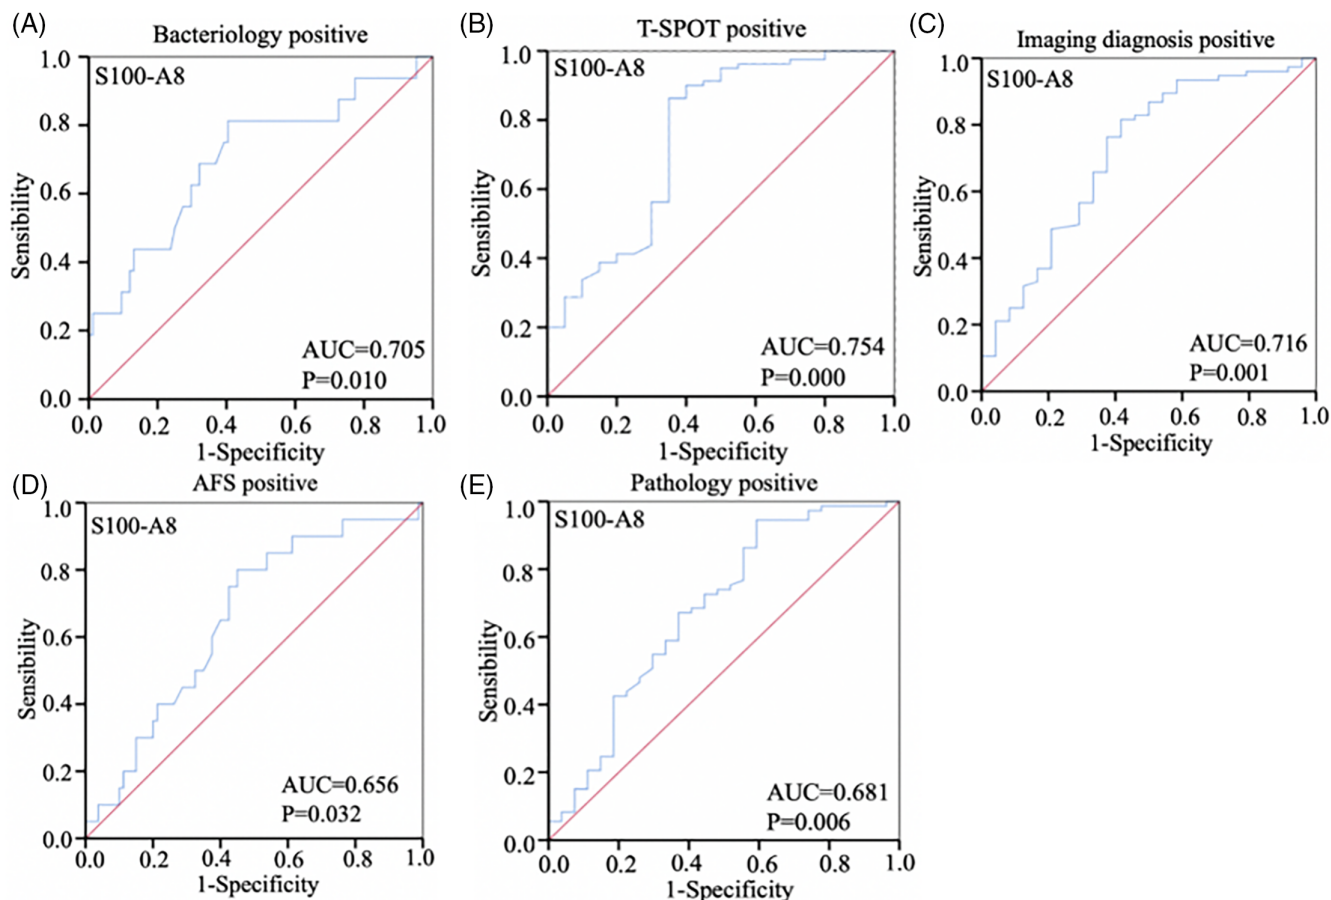 (A)
Bacteriology positive
S100-A8
1.0
0.8
0.6
0.4
0.2
0.0
Sensibility
AUC=0.705
P=0.010
0.0 0.2 0.4 0.6 0.8 1.0
1-Specificity
(B)
T-SPOT positive
S100-A8
1.0
0.8
0.6
0.4
0.2
0.0
Sensibility
AUC=0.754
P=0.000
0.0 0.2 0.4 0.6 0.8 1.0
1-Specificity
(C)
Imaging diagnosis positive
S100-A8
1.0
0.8
0.6
0.4
0.2
0.0
Sensibility
AUC=0.716
P=0.001
0.0 0.2 0.4 0.6 0.8 1.0
1-Specificity
(D)
AFS positive
S100-A8
1.0
0.8
0.6
0.4
0.2
0.0
Sensibility
AUC=0.656
P=0.032
0.0 0.2 0.4 0.6 0.8 1.0
1-Specificity
(E)
Pathology positive
S100-A8
1.0
0.8
0.6
0.4
0.2
0.0
Sensibility
AUC=0.681
P=0.006
0.0 0.2 0.4 0.6 0.8 1.0
1-Specificity